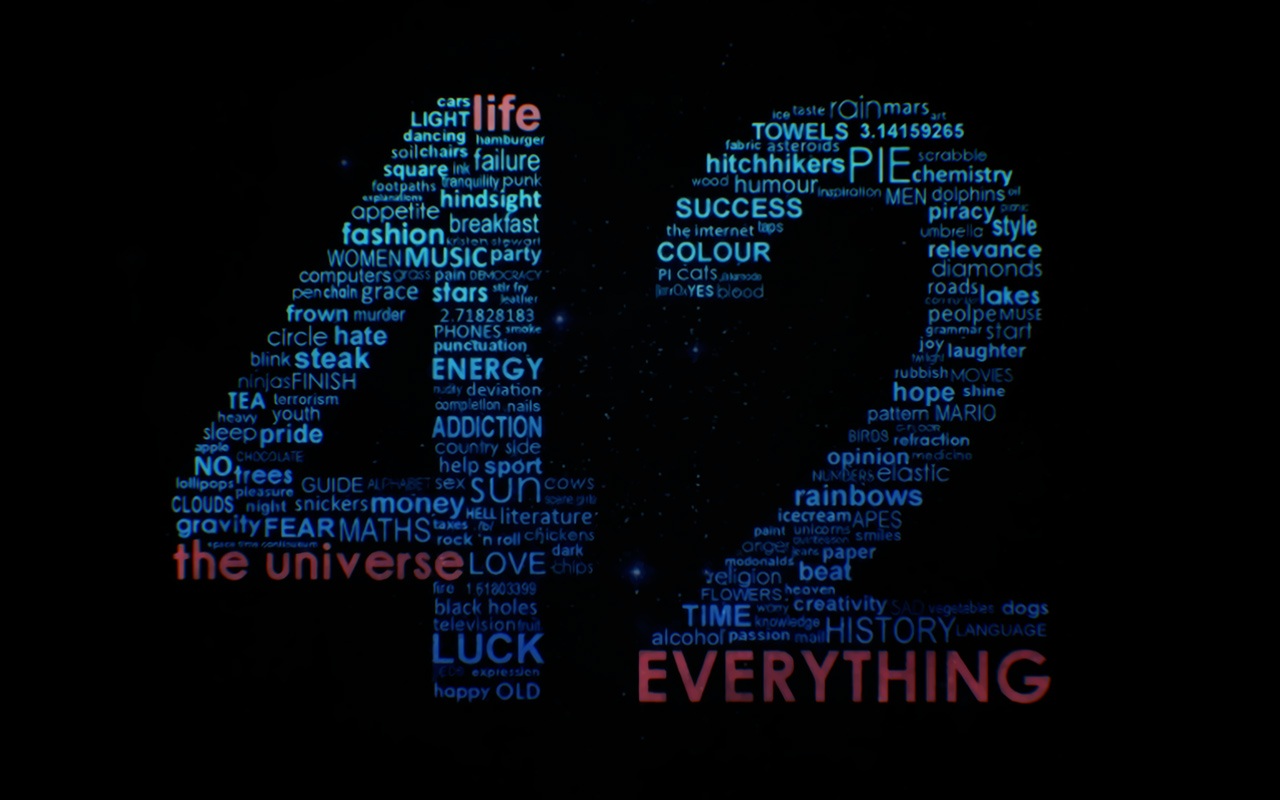 cars life
LIGHT
dancing hamburger
soil chairs failure
square ink
footpaths tranquility punk
explanations hindsight
appetite breakfast
fashion kristen stewart
WOMEN MUSIC party
computers grass pain DEMOCRACY
pen chain grace stars stir fry
leather
frown murder 2.71828183
circle hate PHONES smoke
punctuation
blink steak ENERGY
ninjas FINISH deviation
TEA terrorism completion nails
heavy youth ADDICTION
sleep pride country side
apple CHOCOLATE help sport
NO trees
lollipops pleasure GUIDE ALPHABET sex sun cows
CLOUDS night snickers money HELL literature
gravity FEAR MATHS taxes /b/ chickens
rock 'n roll
space time continuum dark
the universe LOVE chips
fire 1.61803399
black holes
television fruit
LUCK
expression
happy OLD
ice taste rain mars art
TOWELS 3.14159265
fabric asteroids
hitchhikers PIE scrabble
chemistry
wood humour inspiration MEN dolphins oil
SUCCESS piracy
the internet taps umbrella style
COLOUR relevance
PI cats diamonds
YES blood roads lakes
peolpe MUSE
grammar start
joy laughter
twilight
rubbish MOVIES
hope shine
pattern MARIO
BIRDS refraction
opinion medicine
NUMBERS elastic
rainbows
icecream APES
paint unicorns smiles
anger jeans paper
mcdonalds
religion beat
FLOWERS heaven
TIME worry creativity SAD vegetables dogs
knowledge
alcohol passion mail HISTORY LANGUAGE
EVERYTHING